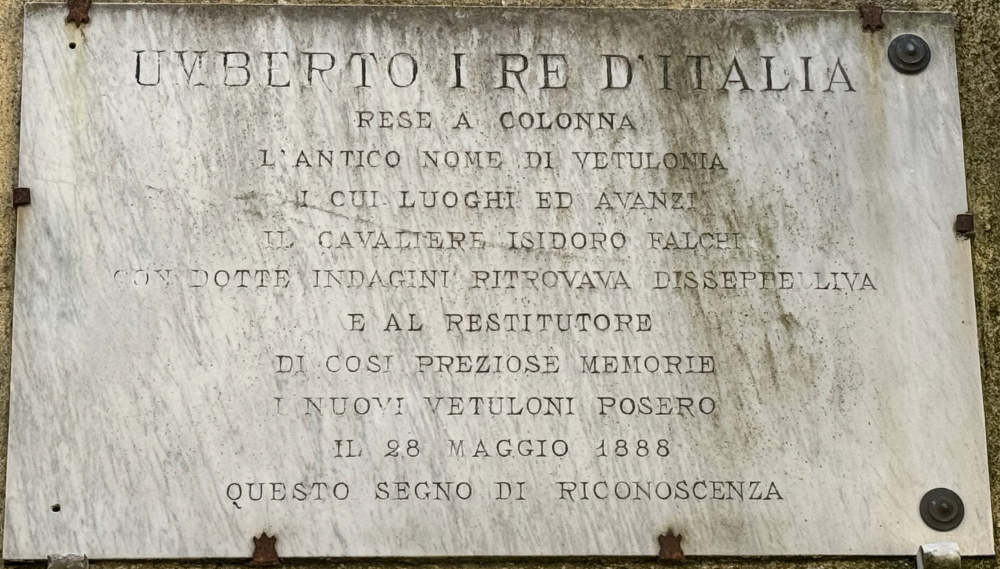 UMBERTO I RE D'ITALIA
RESE A COLONNA
L'ANTICO NOME DI VETULONIA
I CUI LUOGHI ED AVANZI
IL CAVALIERE ISIDORO FALCHI
CON DOTTE INDAGINI RITROVAVA DISSEPPELLIVA
E AL RESTITUTORE
DI COSI PREZIOSE MEMORIE
I NUOVI VETULONI POSERO
IL 28 MAGGIO 1888
QUESTO SEGNO DI RICONOSCENZA